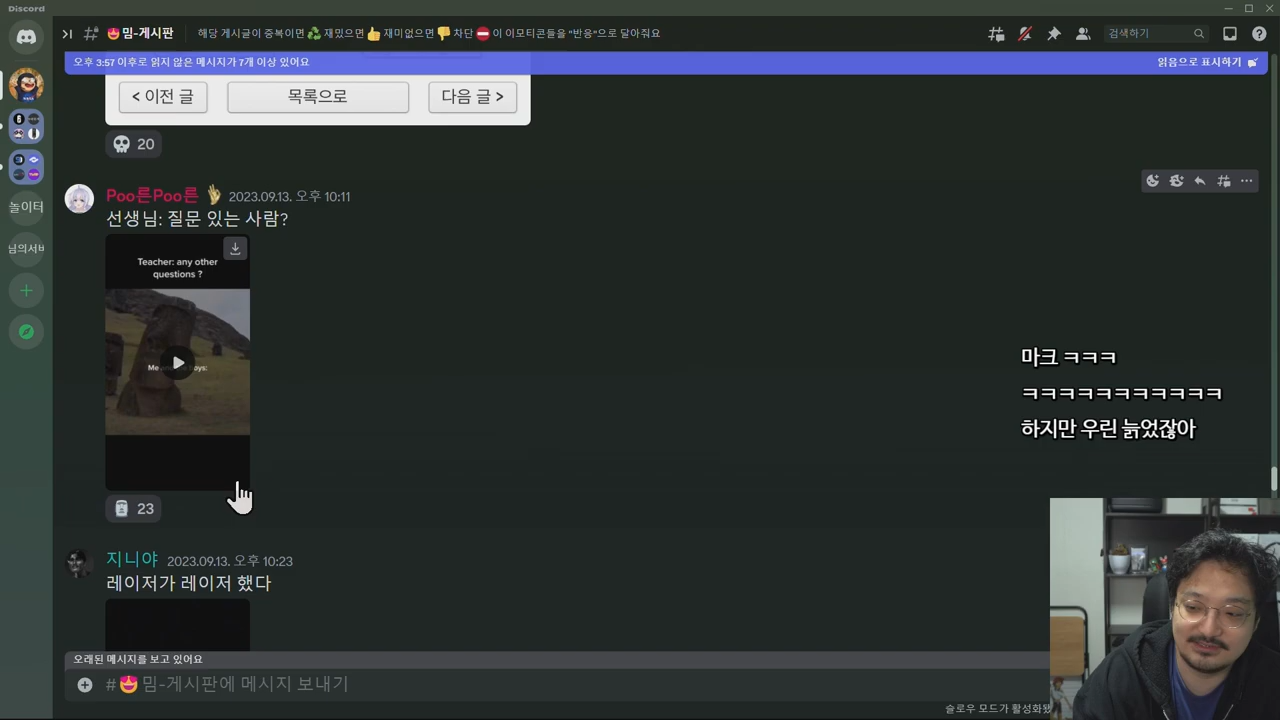 Discord
😍밈-게시판
해당 게시글이 중복이면 ♻️ 재밌으면 👍 재미없으면 👎 차단 ⛔ 이 이모티콘들을 "반응"으로 달아줘요
검색하기
오후 3:57 이후로 읽지 않은 메시지가 7개 이상 있어요
읽음으로 표시하기
< 이전 글
목록으로
다음 글 >
20
Poo른Poo른
2023.09.13. 오후 10:11
선생님: 질문 있는 사람?
놀이터
님의서버
Teacher: any other
questions ?
마크 ㅋㅋㅋ
ㅋㅋㅋㅋㅋㅋㅋㅋㅋㅋㅋ
하지만 우린 늙었잖아
23
지니야 2023.09.13. 오후 10:23
레이저가 레이저 했다
오래된 메시지를 보고 있어요
#😍밈-게시판에 메시지 보내기
슬로우 모드가 활성화됐